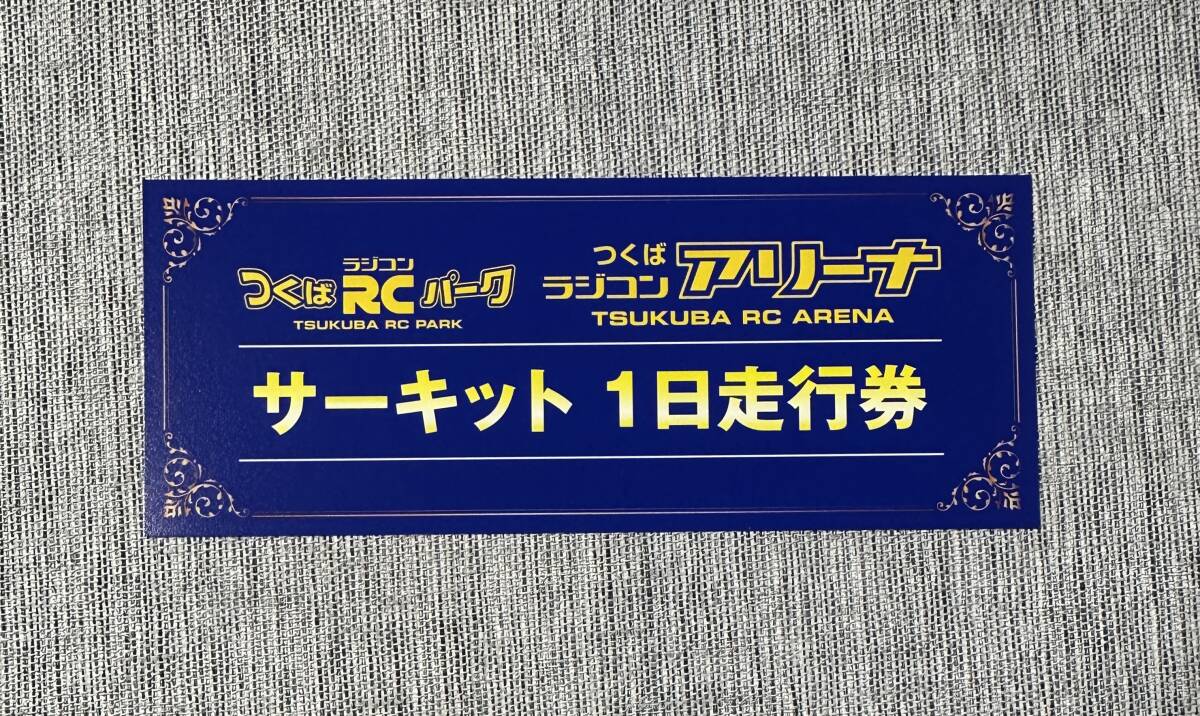 ラジコン
つくばRCパーク
TSUKUBA RC PARK
つくば
ラジコン アリーナ
TSUKUBA RC ARENA
サーキット 1日走行券